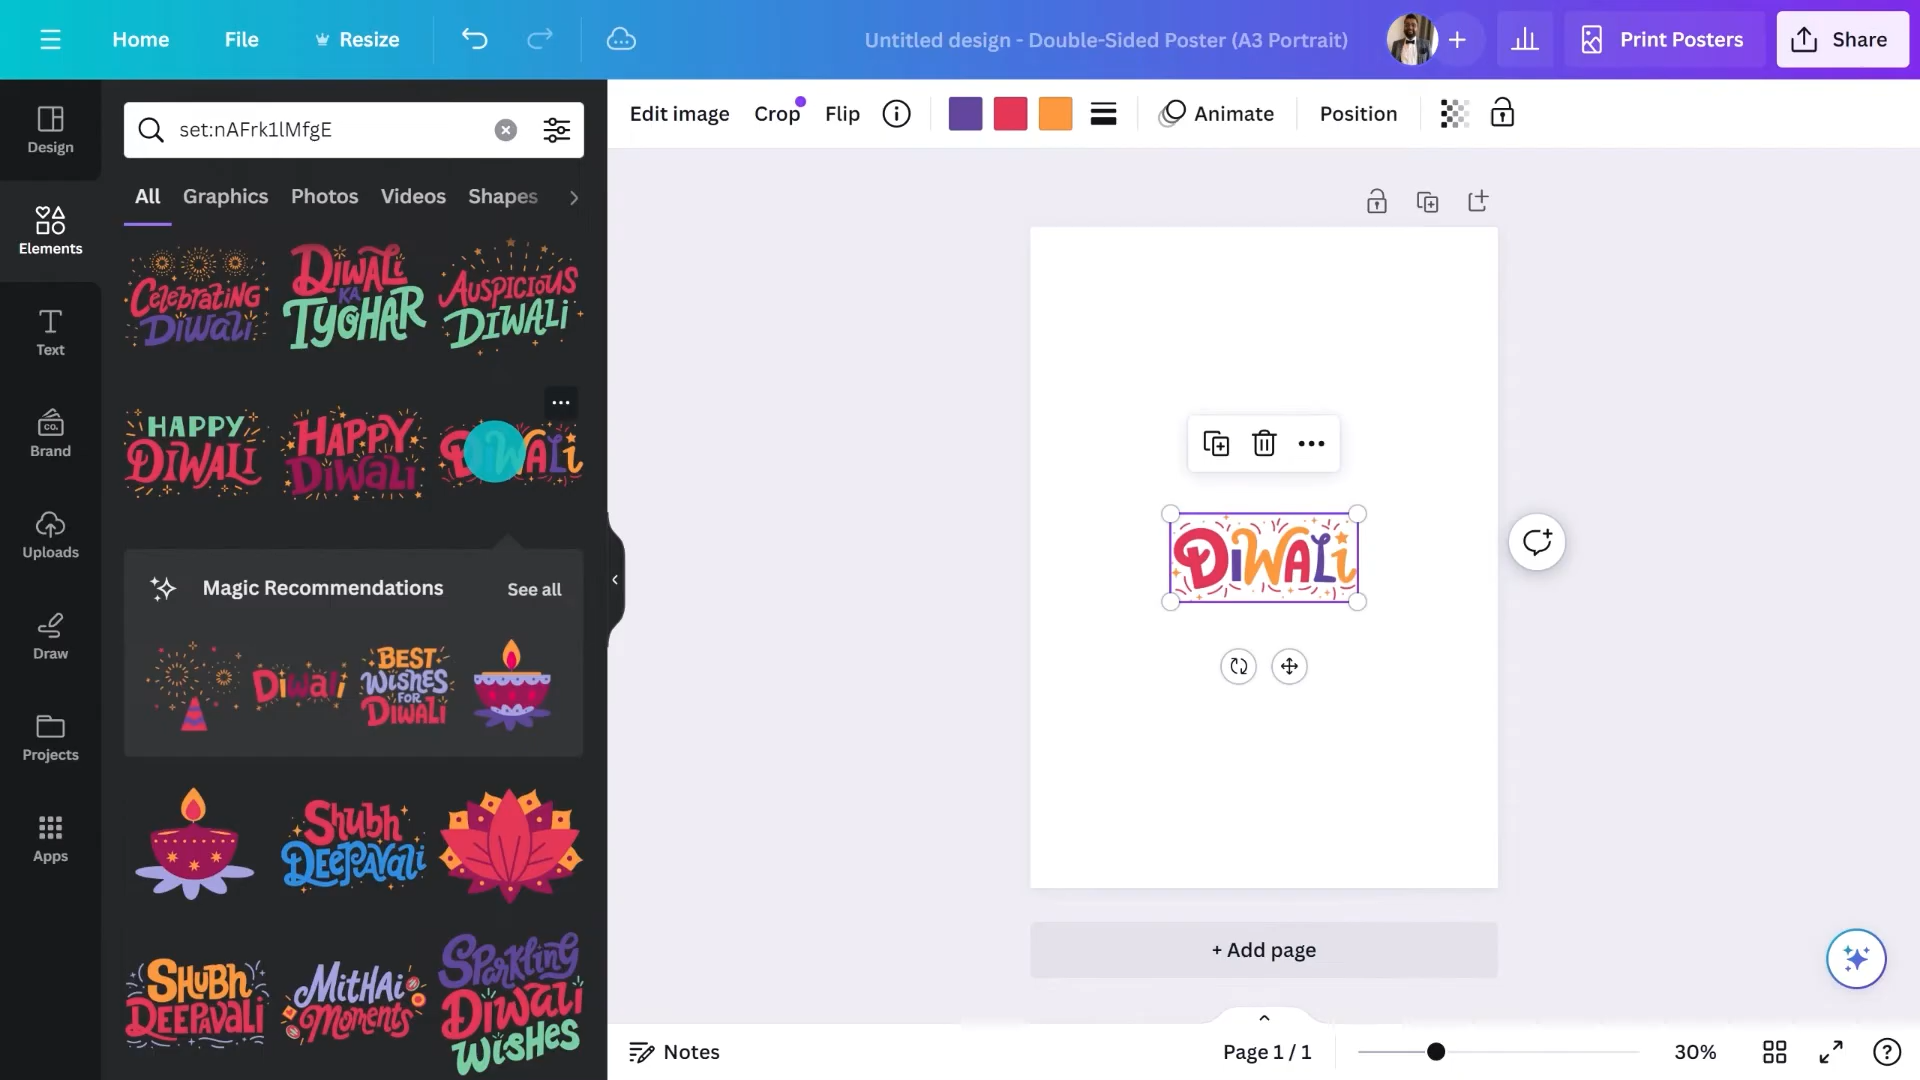 Home File Resize Untitled design - Double-Sided Poster (A3 Portrait) Print Posters Share
Design
Elements
Text
Brand
CO.
Uploads
Draw
Projects
Apps
set:nAFrk1lMfgE
All Graphics Photos Videos Shapes
Celebrating
Diwali
Diwali
KA
TYOHAR
Auspicious
Diwali
HAPPY
DIWALI
HAPPY
Diwali
DiWALi
Magic Recommendations See all
Diwali
BEST
WisHes
FOR
DiWALi
Shubh
DEEPAVALi
SHUBH
DEEPAVALi
MitHAi
Moments
Sparkling
Diwali
WisHes
Edit image Crop Flip Animate Position
DiWALi
+ Add page
Notes Page 1 / 1 30%